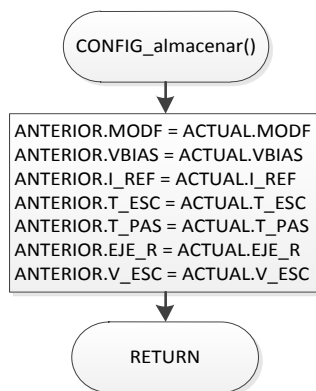 CONFIG_almacenar()
ANTERIOR.MODF = ACTUAL.MODF
ANTERIOR.VBIAS = ACTUAL.VBIAS
ANTERIOR.I_REF = ACTUAL.I_REF
ANTERIOR.T_ESC = ACTUAL.T_ESC
ANTERIOR.T_PAS = ACTUAL.T_PAS
ANTERIOR.EJE_R = ACTUAL.EJE_R
ANTERIOR.V_ESC = ACTUAL.V_ESC
RETURN